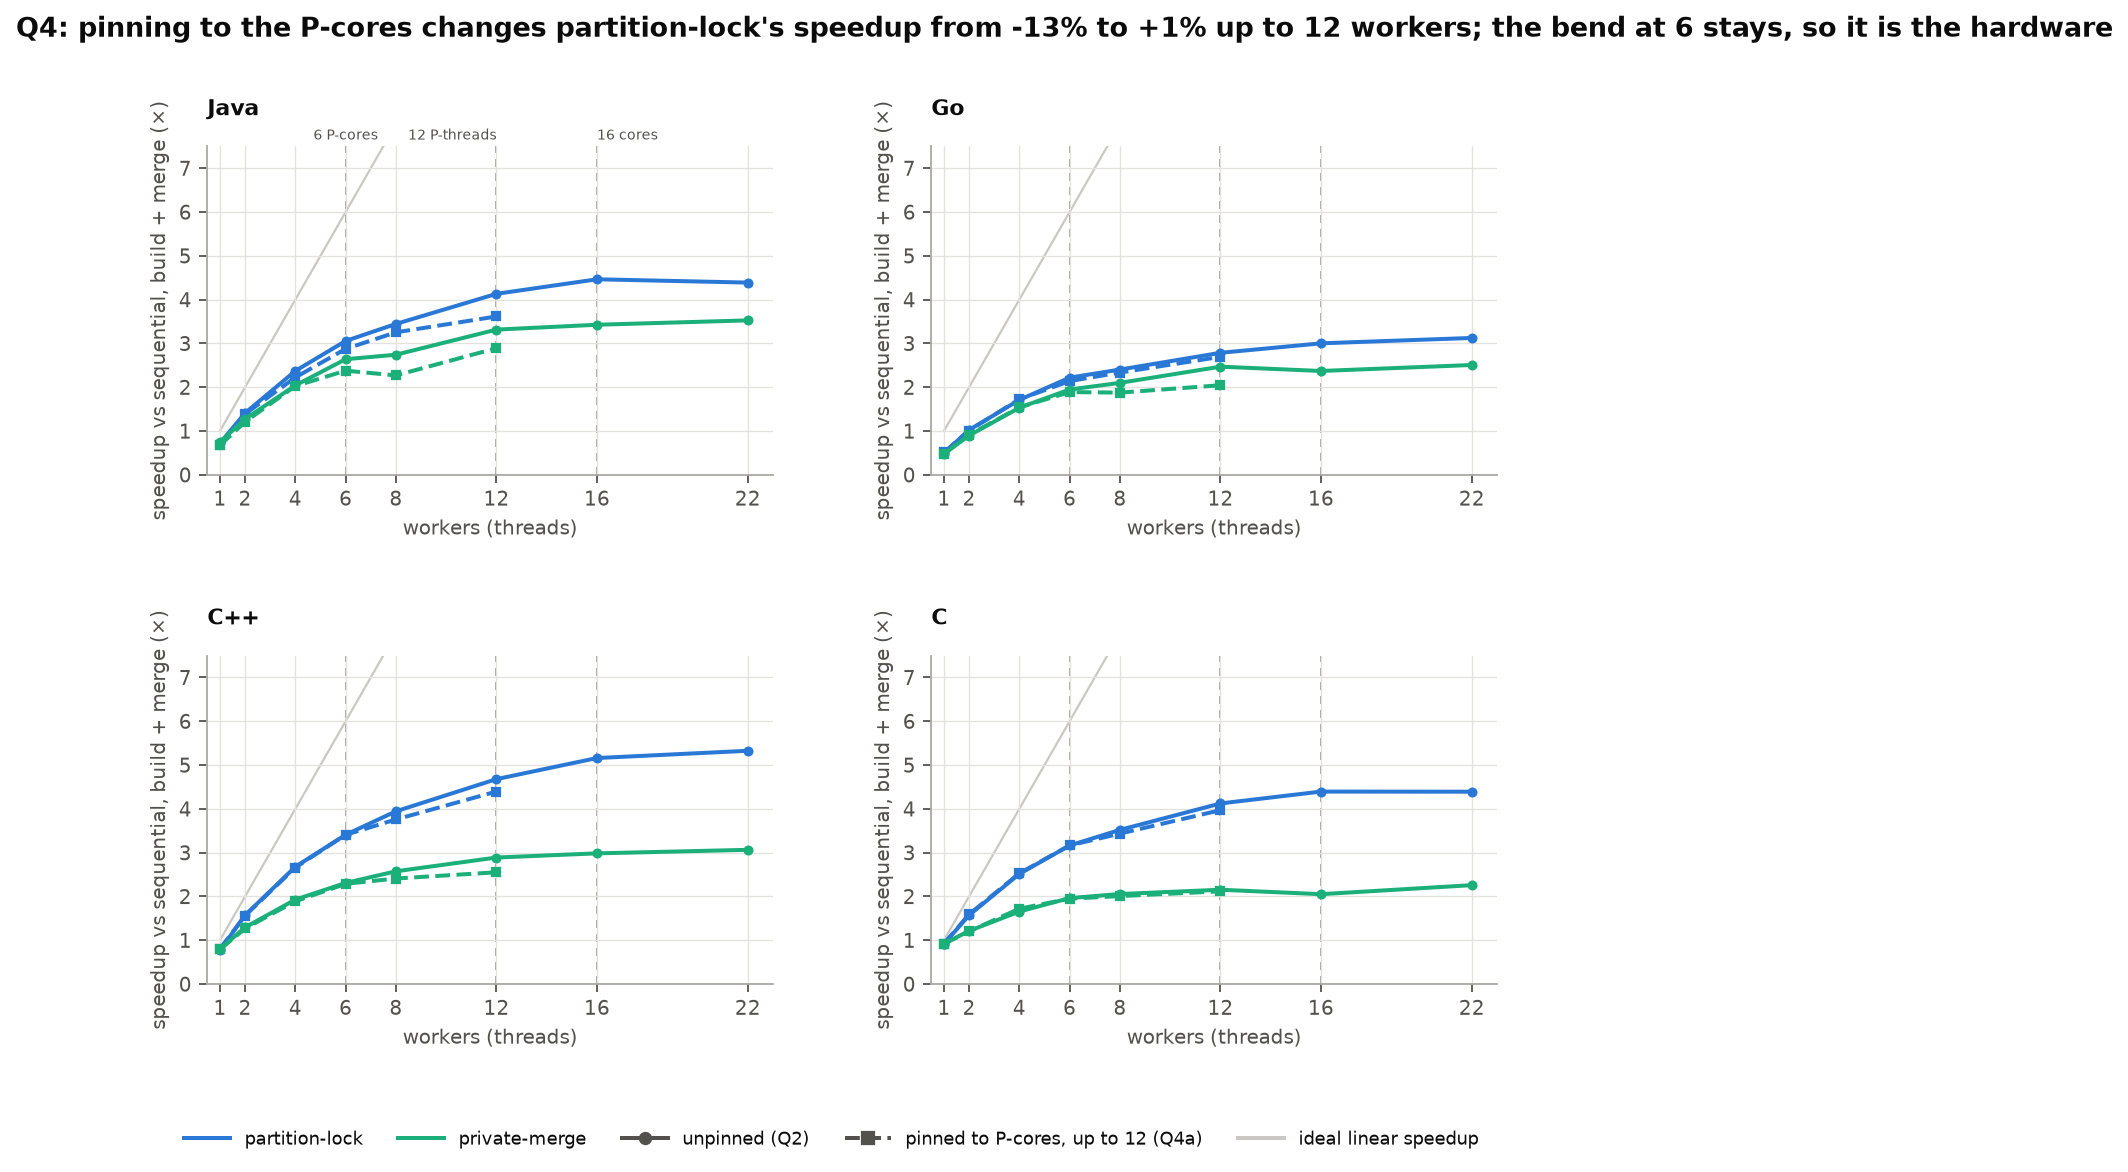 Q4: pinning to the P-cores changes partition-lock's speedup from -13% to +1% up to 12 workers; the bend at 6 stays, so it is the hardware
Java
6 P-cores 12 P-threads 16 cores
speedup vs sequential, build + merge (×)
7
6
5
4
3
2
1
0
1 2 4 6 8 12 16 22
workers (threads)
Go
speedup vs sequential, build + merge (×)
7
6
5
4
3
2
1
0
1 2 4 6 8 12 16 22
workers (threads)
C++
speedup vs sequential, build + merge (×)
7
6
5
4
3
2
1
0
1 2 4 6 8 12 16 22
workers (threads)
C
speedup vs sequential, build + merge (×)
7
6
5
4
3
2
1
0
1 2 4 6 8 12 16 22
workers (threads)
partition-lock private-merge unpinned (Q2) pinned to P-cores, up to 12 (Q4a) ideal linear speedup